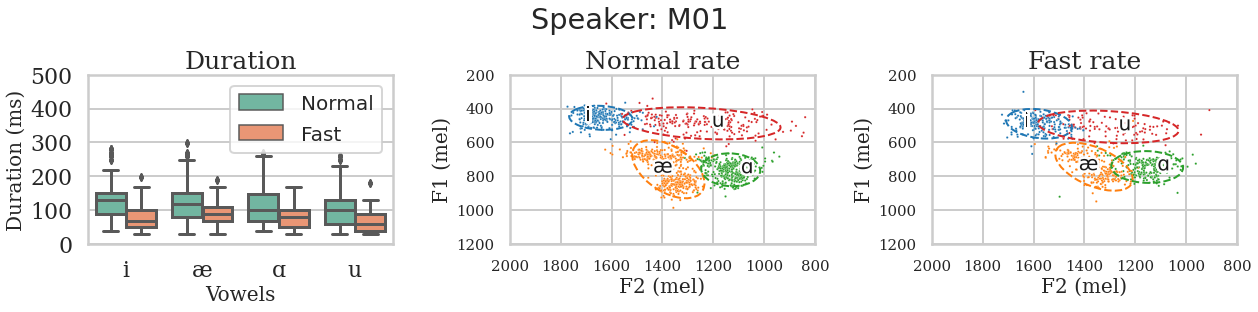 Speaker: M01
Duration
500
400
300
200
100
0
Duration (ms)
Normal
Fast
i
æ
ɑ
u
Vowels
Normal rate
200
400
600
800
1000
1200
F1 (mel)
i
u
æ
ɑ
2000
1800
1600
1400
1200
1000
800
F2 (mel)
Fast rate
200
400
600
800
1000
1200
F1 (mel)
i
u
æ
ɑ
2000
1800
1600
1400
1200
1000
800
F2 (mel)